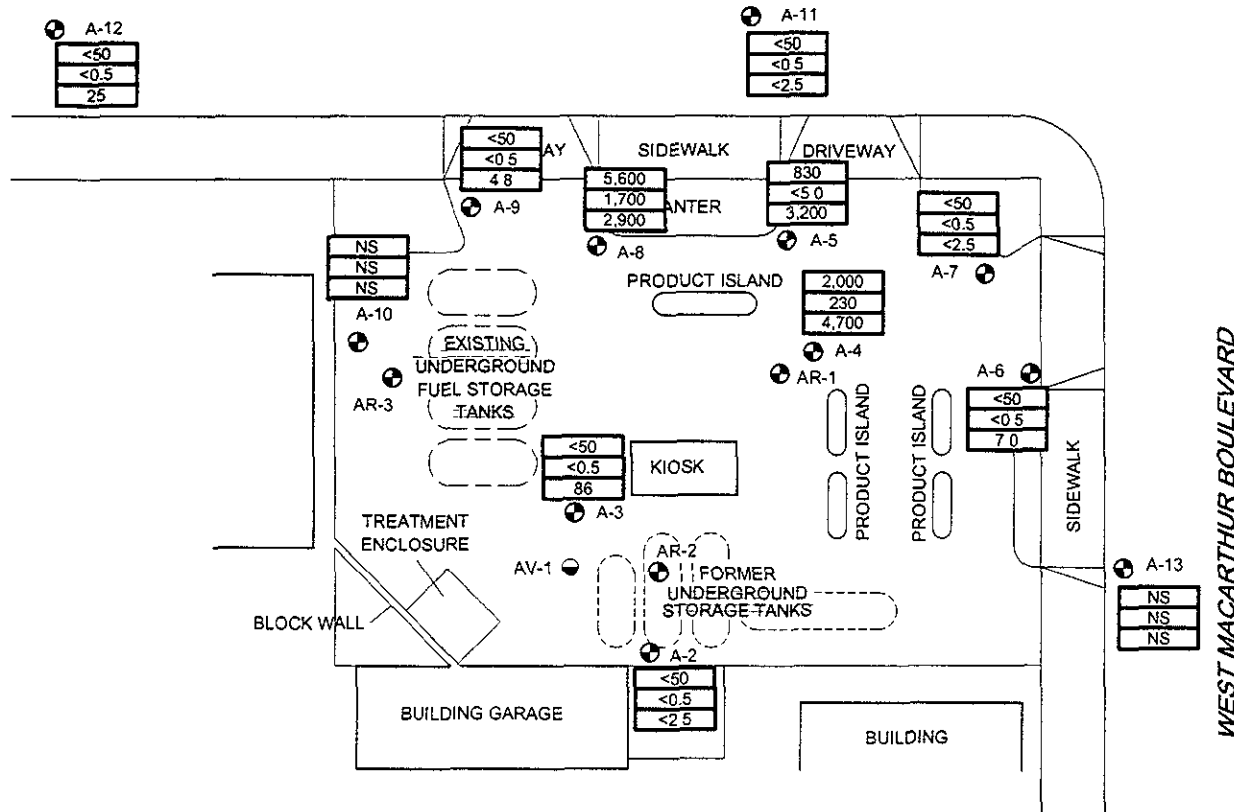 A-12
<50
<0.5
25
A-11
<50
<0 5
<2.5
<50
<0 5
4 8
A-9
AY
SIDEWALK
DRIVEWAY
5,600
1,700
2,900
ANTER
A-8
830
<5 0
3,200
A-5
<50
<0.5
<2.5
A-7
NS
NS
NS
A-10
PRODUCT ISLAND
2,000
230
4,700
A-4
AR-1
EXISTING
UNDERGROUND
FUEL STORAGE
TANKS
AR-3
A-6
<50
<0 5
7 0
PRODUCT ISLAND
PRODUCT ISLAND
SIDEWALK
WEST MACARTHUR BOULEVARD
<50
<0.5
86
A-3
KIOSK
TREATMENT
ENCLOSURE
AV-1
AR-2
FORMER
UNDERGROUND
STORAGE TANKS
BLOCK WALL
A-13
NS
NS
NS
A-2
<50
<0.5
<2 5
BUILDING GARAGE
BUILDING